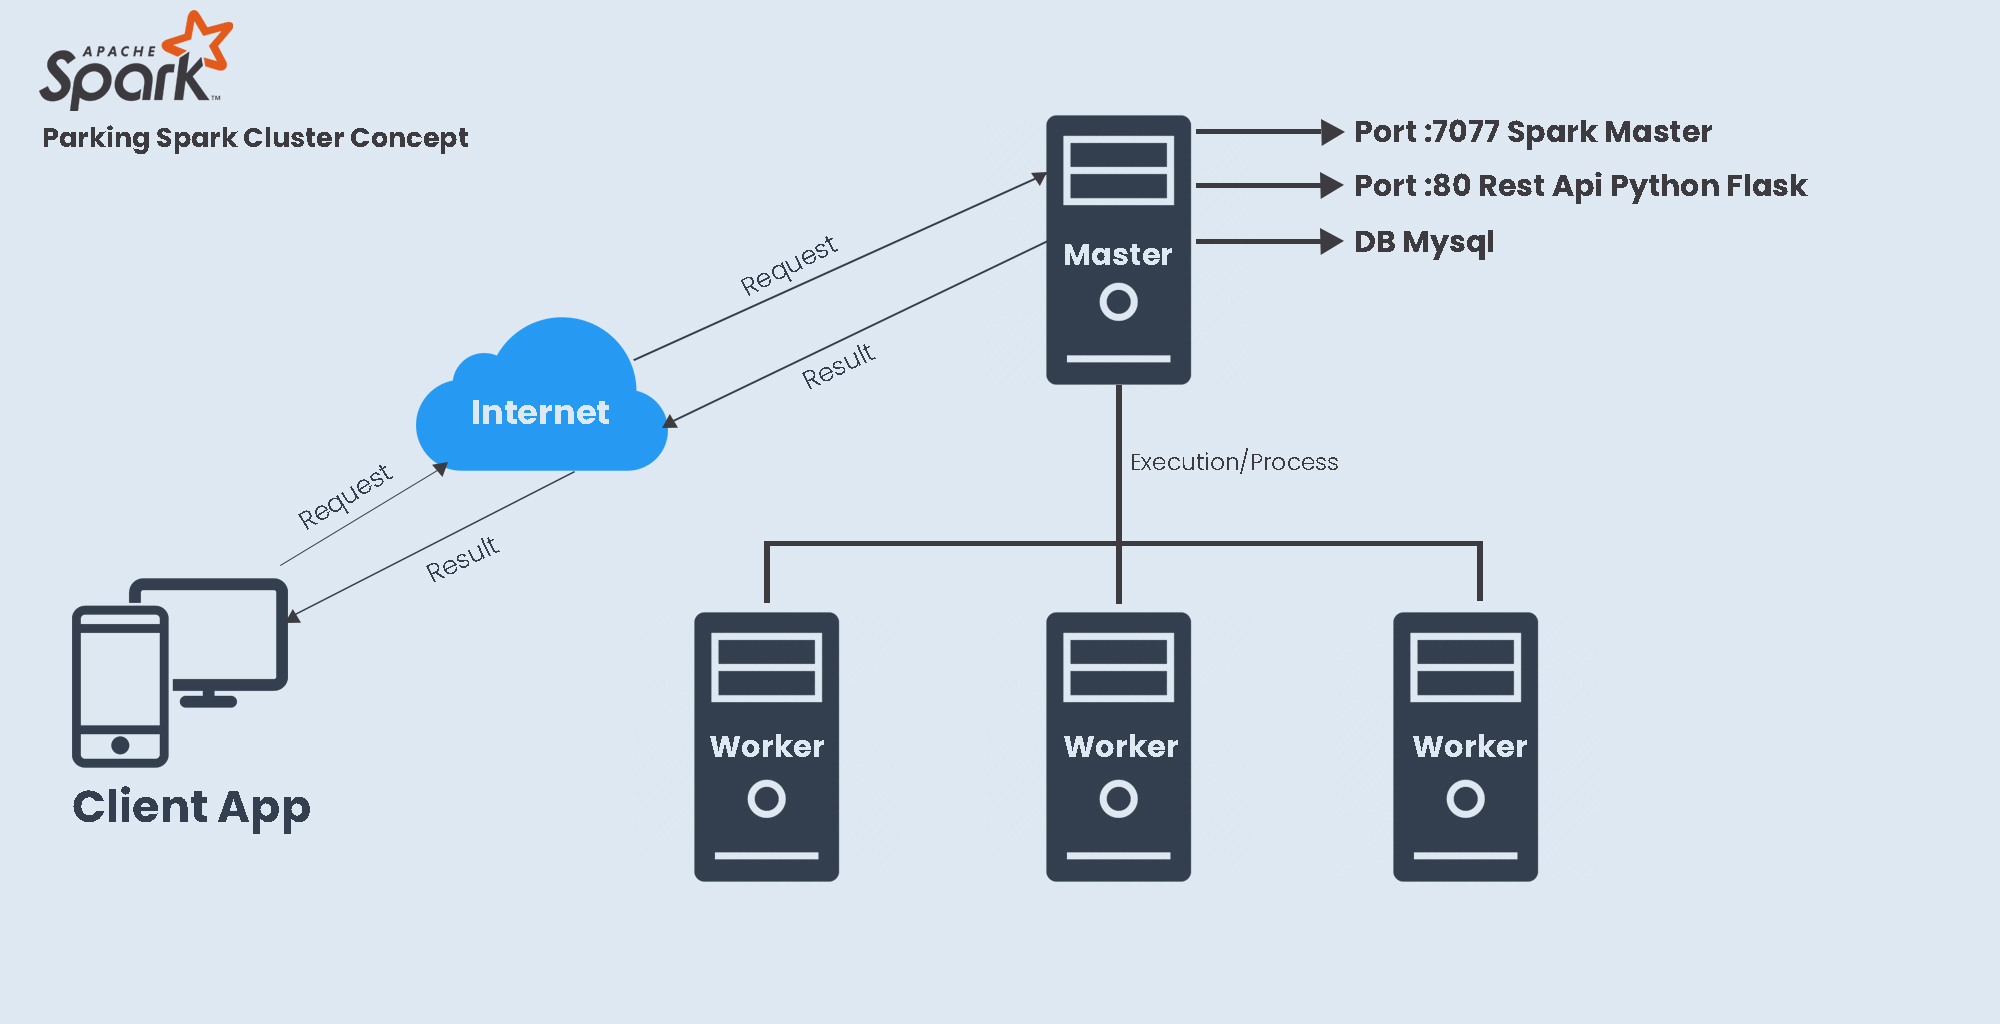 APACHE
Spark™
Parking Spark Cluster Concept
Port :7077 Spark Master
Port :80 Rest Api Python Flask
DB Mysql
Master
Request
Result
Internet
Execution/Process
Request
Result
Worker
Worker
Worker
Client App